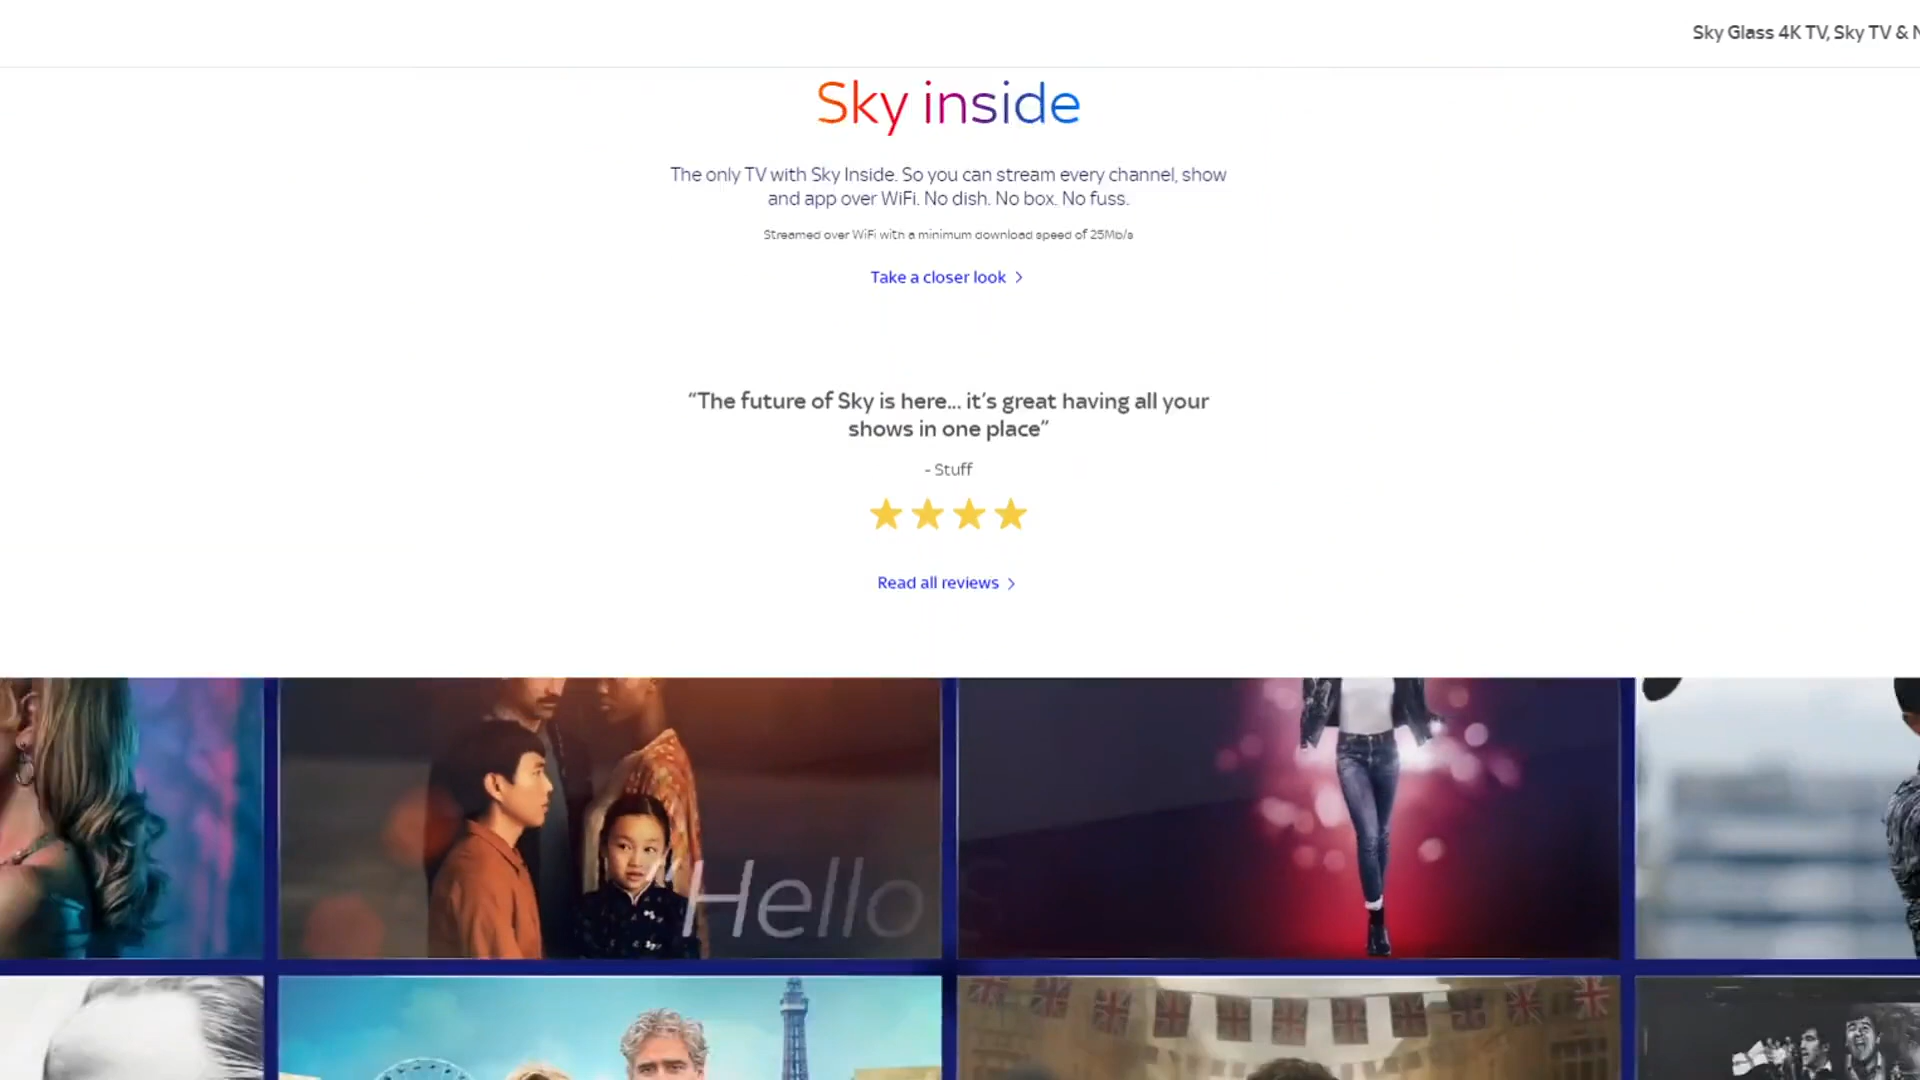 Sky Glass 4K TV, Sky TV &
Sky inside
The only TV with Sky Inside. So you can stream every channel, show
and app over WiFi. No dish. No box. No fuss.
Streamed over WiFi with a minimum download speed of 25Mb/s
Take a closer look
“The future of Sky is here... it’s great having all your
shows in one place”
- Stuff
Read all reviews
“Hello